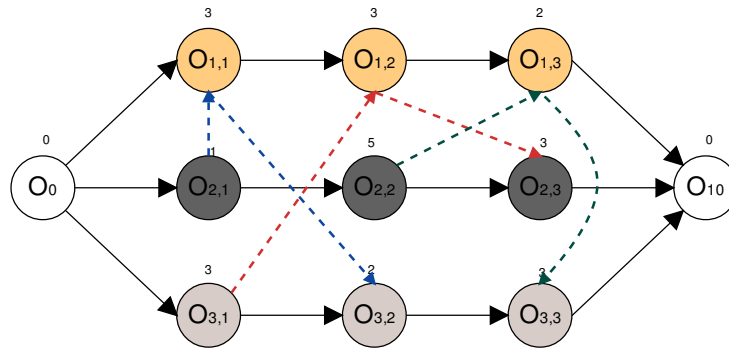 3 3 2
O1,1 O1,2 O1,3
0 1 5 3 0
O0 O2,1 O2,2 O2,3 O10
3 2 3
O3,1 O3,2 O3,3